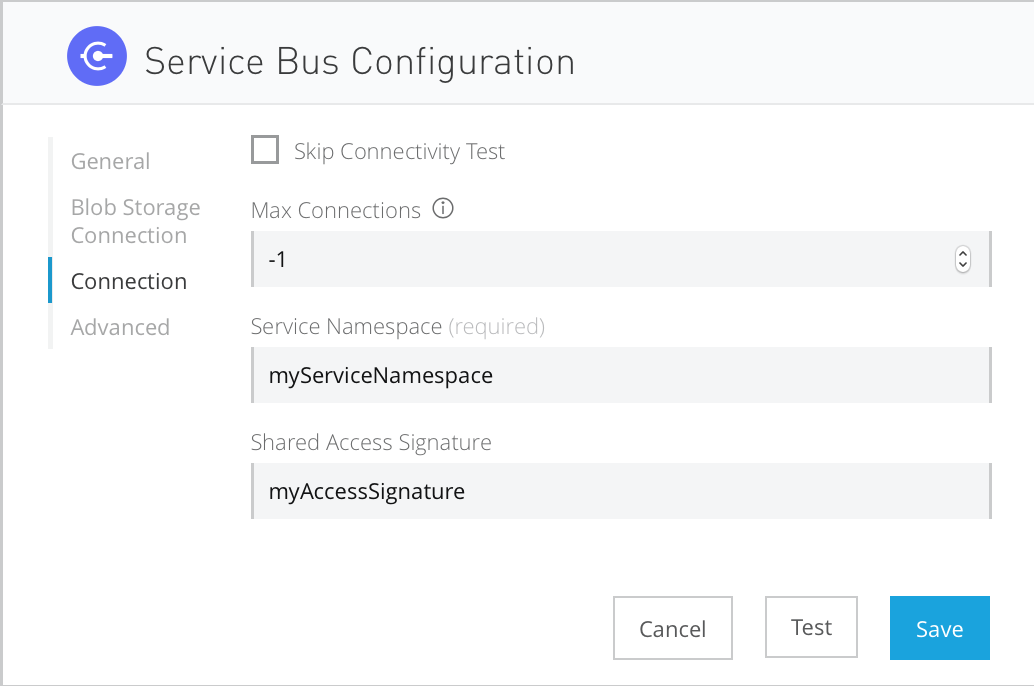 Service Bus Configuration
General
Blob Storage
Connection
Connection
Advanced
Skip Connectivity Test
Max Connections
-1
Service Namespace (required)
myServiceNamespace
Shared Access Signature
myAccessSignature
Cancel
Test
Save